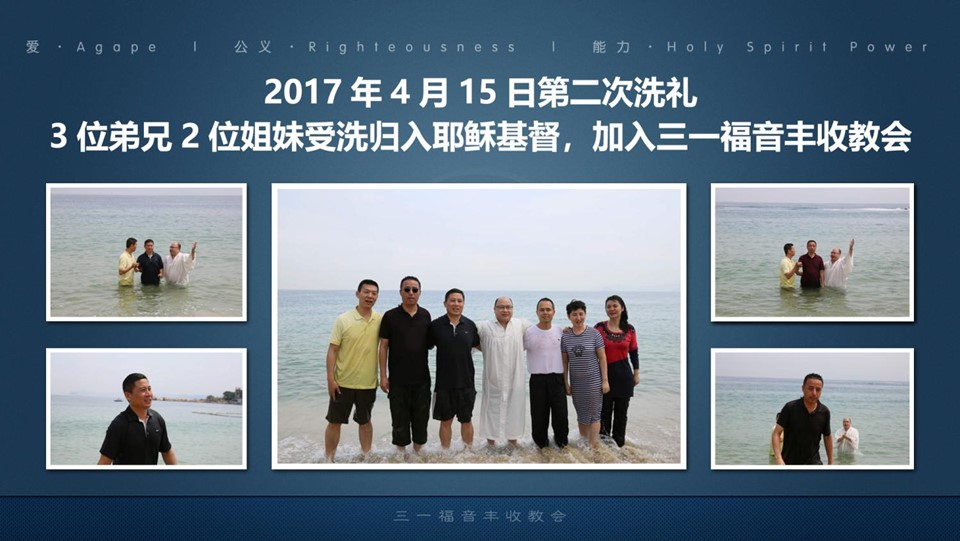 爱·Agape | 公义·Righteousness | 能力·Holy Spirit Power
2017 年 4 月 15 日第二次洗礼
3 位弟兄 2 位姐妹受洗归入耶稣基督，加入三一福音丰收教会
三一福音丰收教会